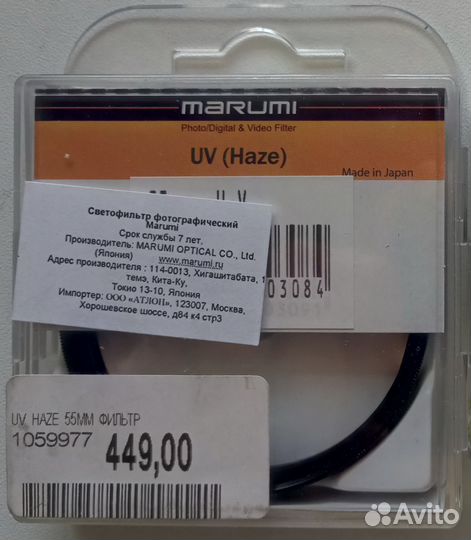 marumi
Photo/Digital & Video Filter
UV (Haze)
Made in Japan
Светофильтр фотографический
Marumi
Срок службы 7 лет.
Производитель: MARUMI OPTICAL CO., Ltd.
(Япония) www.marumi.ru
Адрес производителя : 114-0013, Хигашитабата, 1
темэ, Кита-Ку,
Токио 13-10, Япония
Импортер: ООО «АТЛОН», 123007, Москва,
Хорошевское шоссе, д84 к4 стр3
03084
03091
UV HAZE 55MM ФИЛЬТР
1059977
449,00
Avito